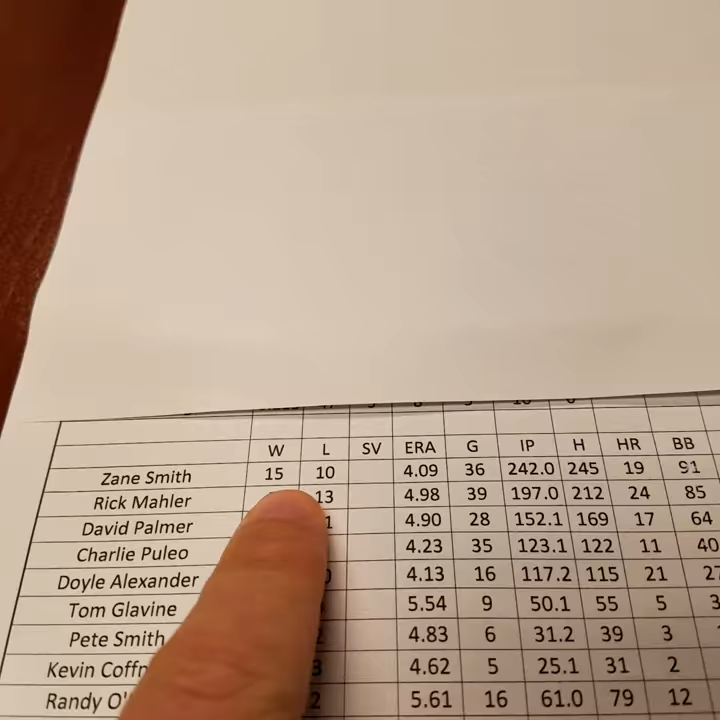 W L SV ERA G IP H HR BB
Zane Smith 15 10 4.09 36 242.0 245 19 91
Rick Mahler 13 4.98 39 197.0 212 24 85
David Palmer 4.90 28 152.1 169 17 64
Charlie Puleo 4.23 35 123.1 122 11 40
Doyle Alexander 4.13 16 117.2 115 21 27
Tom Glavine 5.54 9 50.1 55 5
Pete Smith 4.83 6 31.2 39 3
Kevin 4.62 5 25.1 31 2
Randy 5.61 16 61.0 79 12